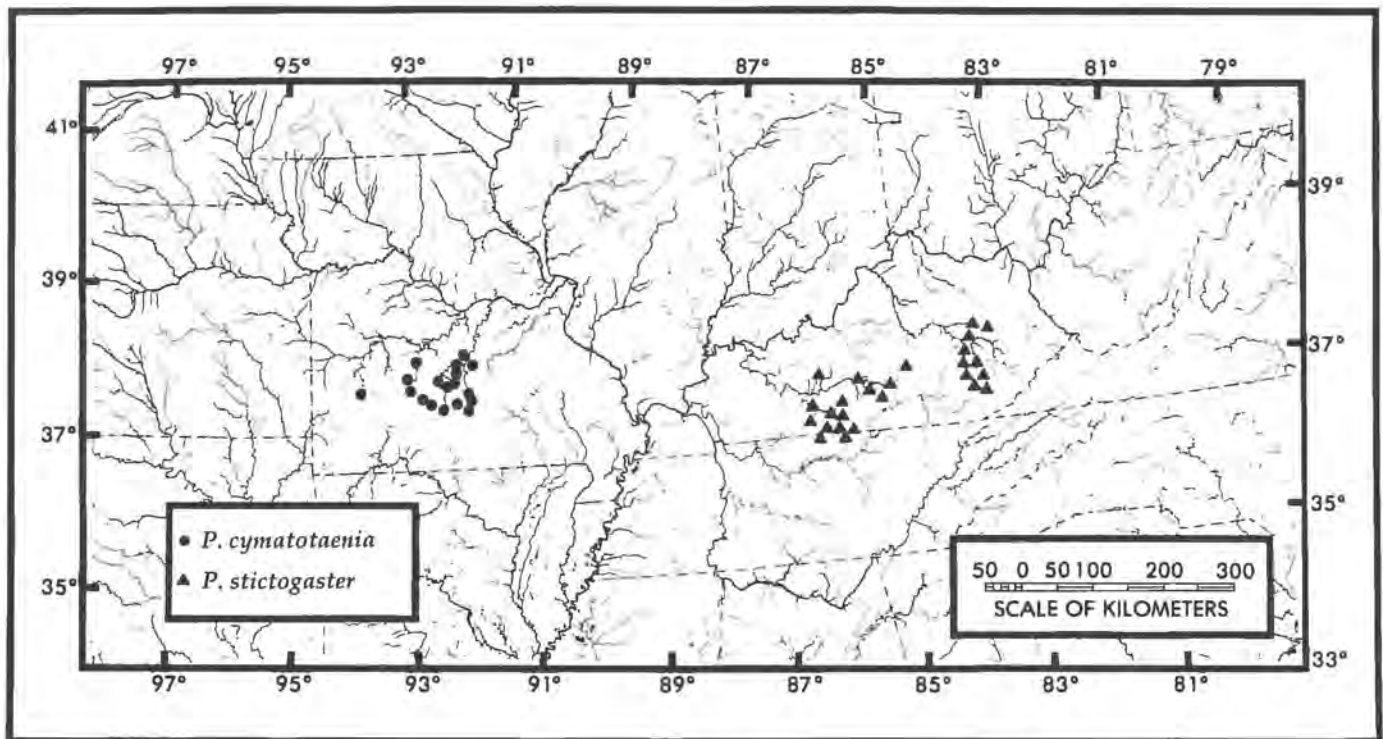 97° 95° 93° 91° 89° 87° 85° 83° 81° 79°
41°
39°
39°
37°
37°
35°
35°
33°
P. cymatotaenia
P. stictogaster
50 0 50 100 200 300
SCALE OF KILOMETERS
97° 95° 93° 91° 89° 87° 85° 83° 81°